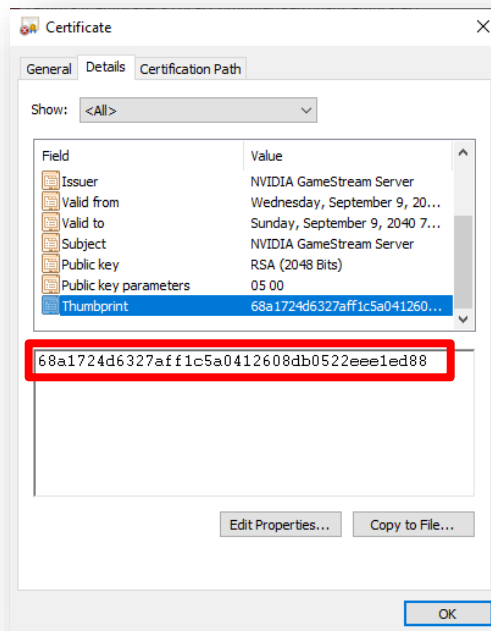 Certificate
General Details Certification Path
Show: <All>
Field Value
Issuer NVIDIA GameStream Server
Valid from Wednesday, September 9, 20...
Valid to Sunday, September 9, 2040 7...
Subject NVIDIA GameStream Server
Public key RSA (2048 Bits)
Public key parameters 05 00
Thumbprint 68a1724d6327aff1c5a041260...
68a1724d6327aff1c5a0412608db0522eee1ed88
Edit Properties... Copy to File...
OK